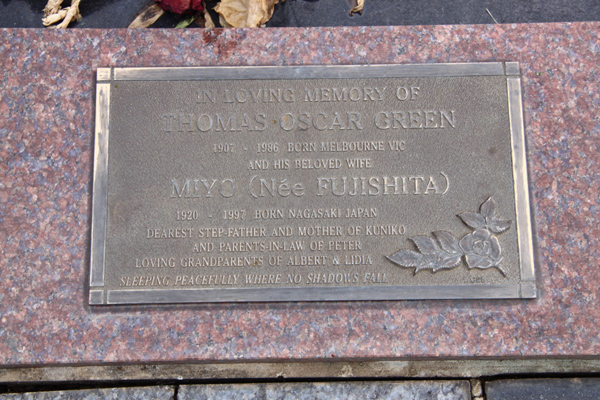 IN LOVING MEMORY OF
THOMAS OSCAR GREEN
1907 - 1986 BORN MELBOURNE VIC
AND HIS BELOVED WIFE
MIYO (Née FUJISHITA)
1920 - 1997 BORN NAGASAKI JAPAN
DEAREST STEP-FATHER AND MOTHER OF KUNIKO
AND PARENTS-IN-LAW OF PETER
LOVING GRANDPARENTS OF ALBERT & LIDIA
SLEEPING PEACEFULLY WHERE NO SHADOWS FALL